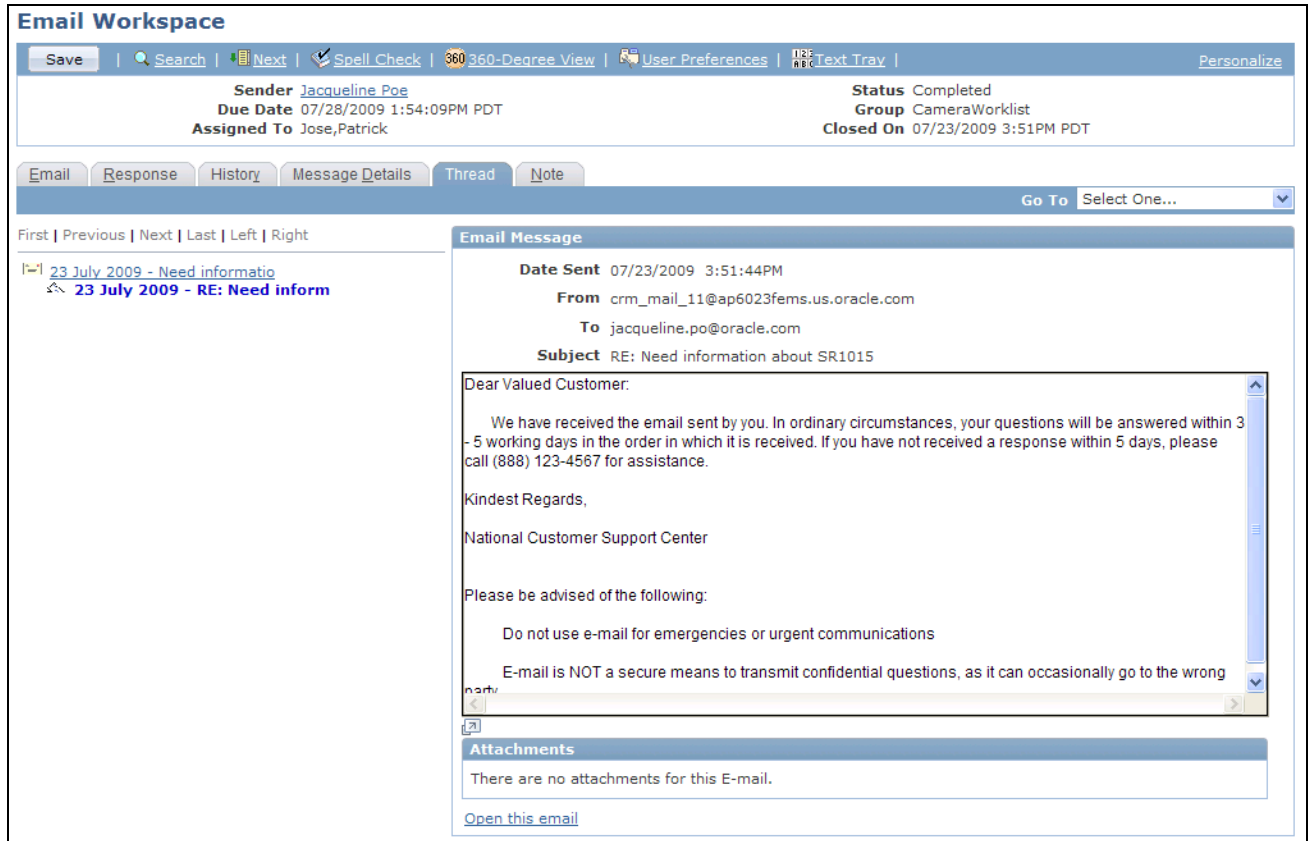 Email Workspace
Save | Search | Next | Spell Check | 360 360-Degree View | User Preferences | Text Tray | Personalize
Sender Jacqueline Poe Status Completed
Due Date 07/28/2009 1:54:09PM PDT Group CameraWorklist
Assigned To Jose,Patrick Closed On 07/23/2009 3:51PM PDT
Email Response History Message Details Thread Note
Go To Select One...
First | Previous | Next | Last | Left | Right
23 July 2009 - Need informatio
23 July 2009 - RE: Need inform
Email Message
Date Sent 07/23/2009 3:51:44PM
From crm_mail_11@ap6023fems.us.oracle.com
To jacqueline.po@oracle.com
Subject RE: Need information about SR1015
Dear Valued Customer:
We have received the email sent by you. In ordinary circumstances, your questions will be answered within 3
- 5 working days in the order in which it is received. If you have not received a response within 5 days, please
call (888) 123-4567 for assistance.
Kindest Regards,
National Customer Support Center
Please be advised of the following:
Do not use e-mail for emergencies or urgent communications
E-mail is NOT a secure means to transmit confidential questions, as it can occasionally go to the wrong
party
Attachments
There are no attachments for this E-mail.
Open this email